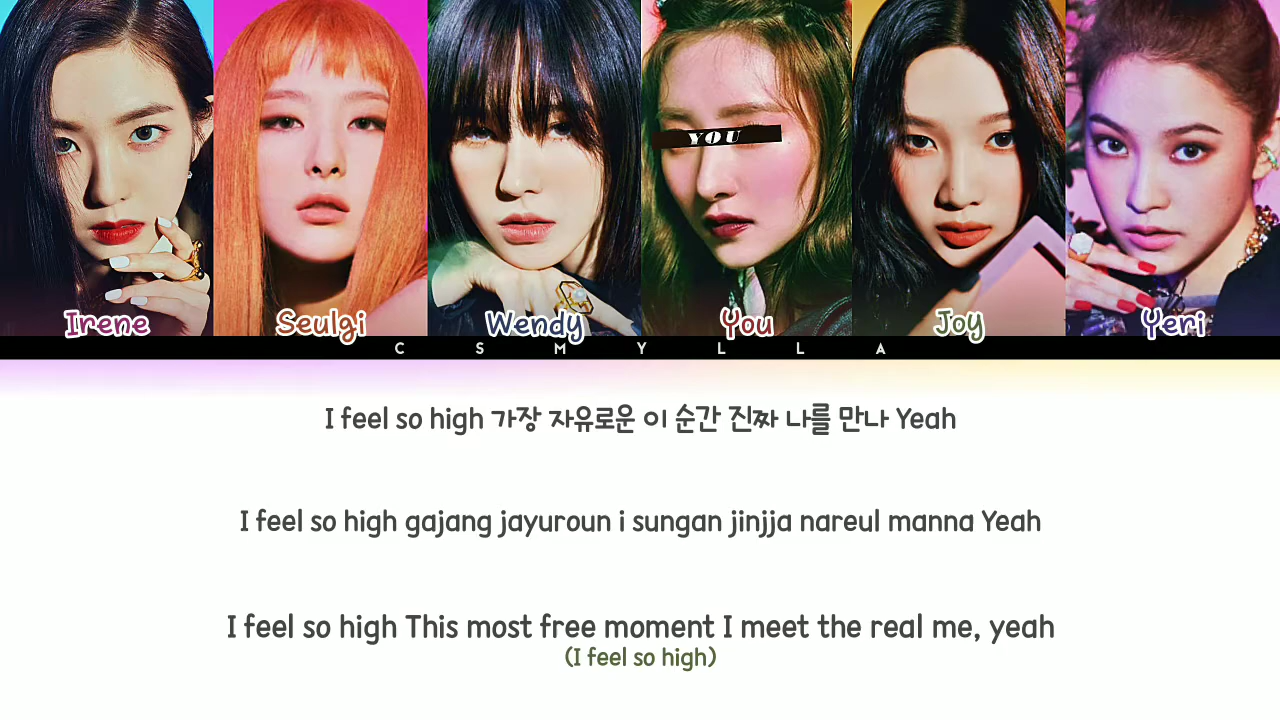 YOU
Irene Seulgi Wendy You Joy Yeri
C S M Y L L A
I feel so high 가장 자유로운 이 순간 진짜 나를 만나 Yeah
I feel so high gajang jayuroun i sungan jinjja nareul manna Yeah
I feel so high This most free moment I meet the real me, yeah
(I feel so high)